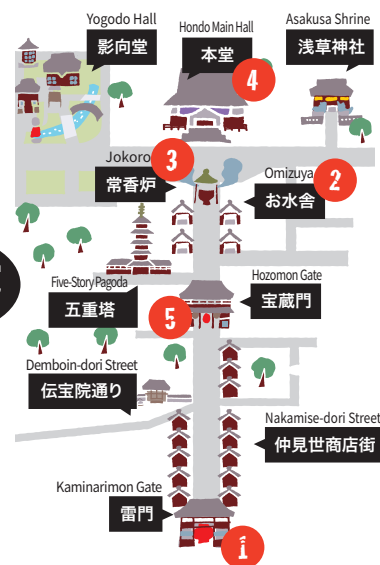 Yogodo Hall
影向堂
Hondo Main Hall
本堂
4
Asakusa Shrine
浅草神社
Jokoro
常香炉
3
Omizuya
お水舎
2
Five-Story Pagoda
五重塔
5
Hozomon Gate
宝蔵門
Demboin-dori Street
伝宝院通り
Nakamise-dori Street
仲見世商店街
Kaminarimon Gate
雷門
1